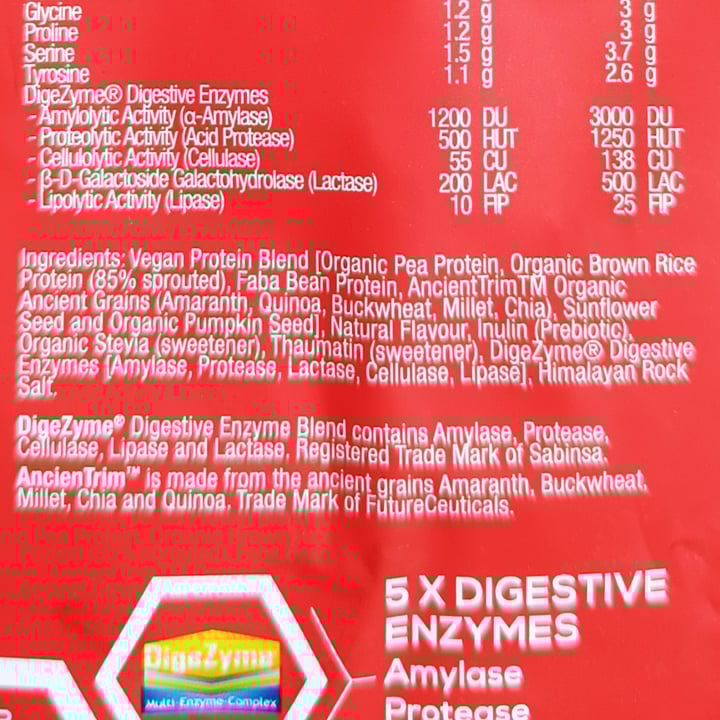 Glycine 1.2 g 3 g
Proline 1.2 g 3 g
Serine 1.5 g 3.7 g
Tyrosine 1.1 g 2.6 g
DigeZyme® Digestive Enzymes
- Amylolytic Activity (α-Amylase) 1200 DU 3000 DU
- Proteolytic Activity (Acid Protease) 500 HUT 1250 HUT
- Cellulolytic Activity (Cellulase) 55 CU 138 CU
- β-D-Galactoside Galactohydrolase (Lactase) 200 LAC 500 LAC
- Lipolytic Activity (Lipase) 10 FIP 25 FIP
Ingredients: Vegan Protein Blend [Organic Pea Protein, Organic Brown Rice
Protein (85% sprouted), Faba Bean Protein, AncientTrim™ Organic
Ancient Grains (Amaranth, Quinoa, Buckwheat, Millet, Chia), Sunflower
Seed and Organic Pumpkin Seed], Natural Flavour, Inulin (Prebiotic),
Organic Stevia (sweetener), Thaumatin (sweetener), DigeZyme® Digestive
Enzymes [Amylase, Protease, Lactase, Cellulase, Lipase], Himalayan Rock
Salt.
DigeZyme® Digestive Enzyme Blend contains Amylase, Protease,
Cellulase, Lipase and Lactase. Registered Trade Mark of Sabinsa.
AncienTrim™ is made from the ancient grains Amaranth, Buckwheat,
Millet, Chia and Quinoa. Trade Mark of FutureCeuticals.
5 X DIGESTIVE
ENZYMES
DigeZyme
Multi-Enzyme-Complex
Amylase
Protease